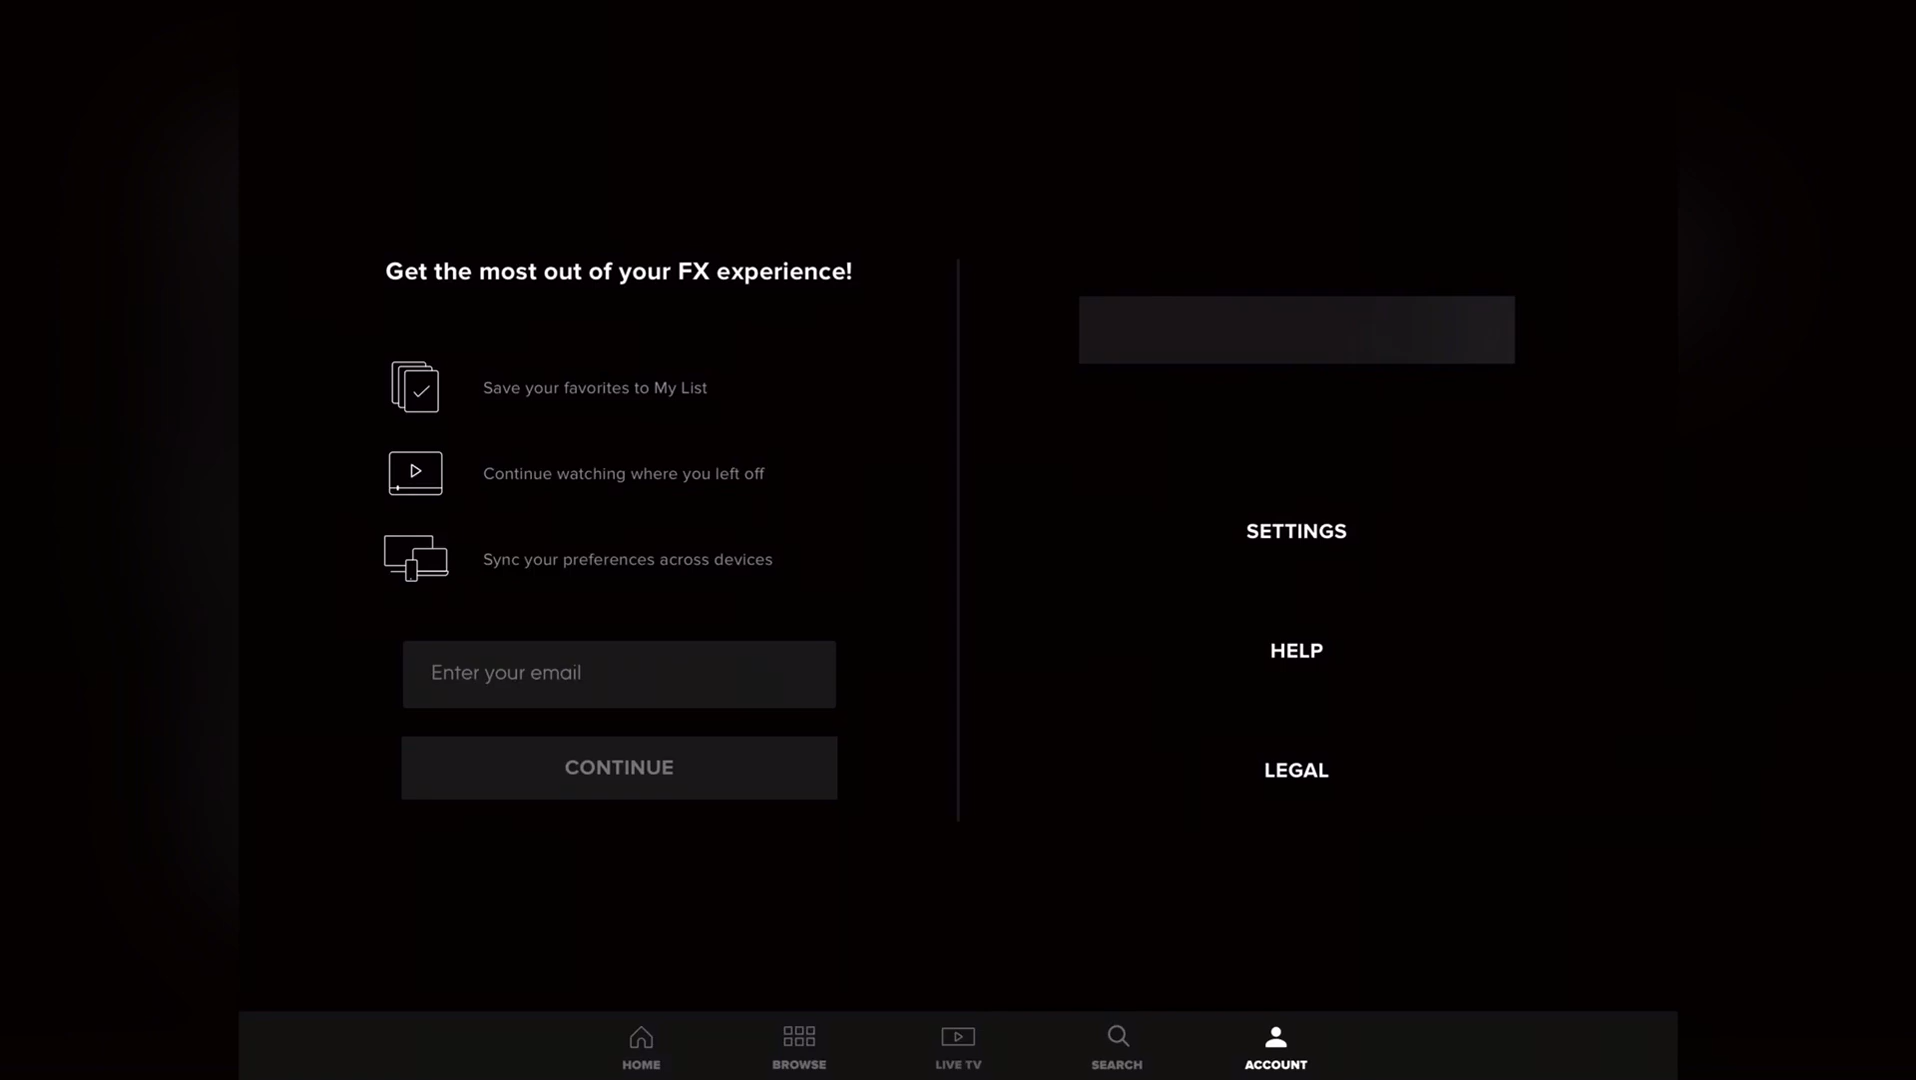 Get the most out of your FX experience!
Save your favorites to My List
Continue watching where you left off
Sync your preferences across devices
Enter your email
CONTINUE
SETTINGS
HELP
LEGAL
HOME
BROWSE
LIVE TV
SEARCH
ACCOUNT